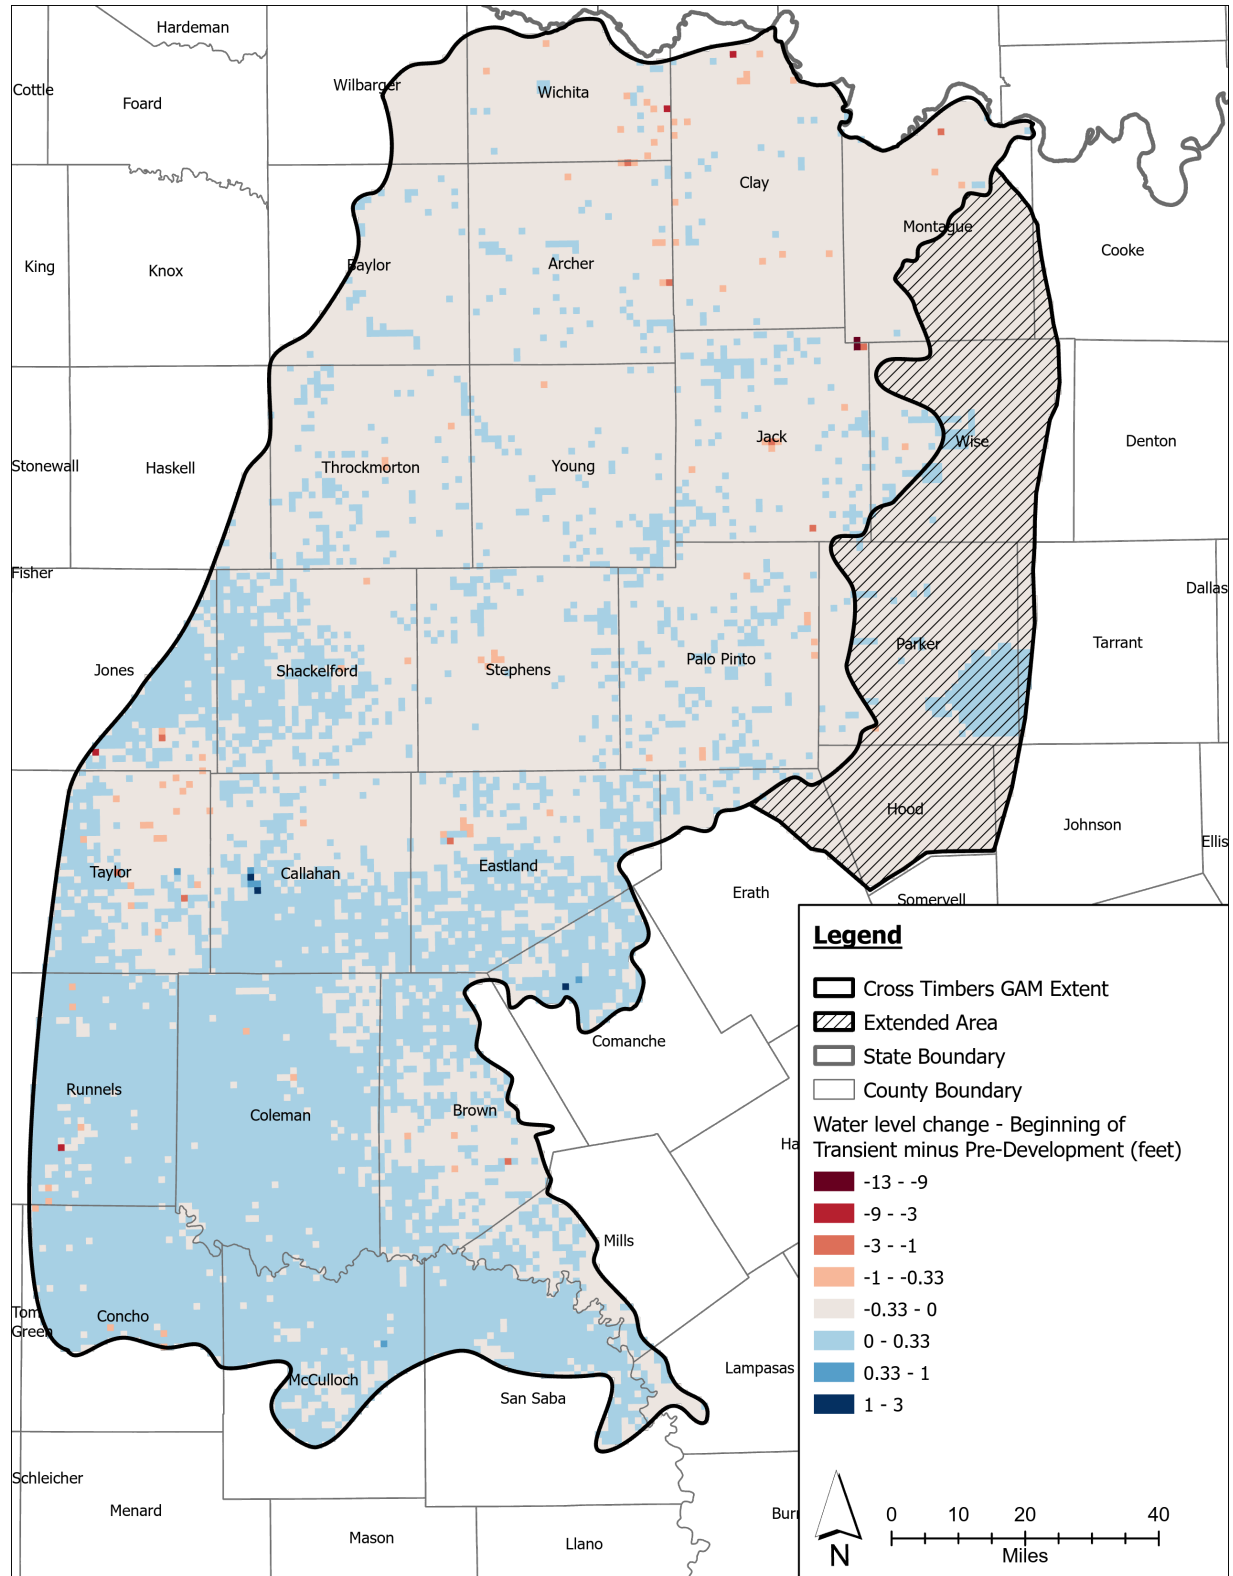 Hardeman
Cottle
Foard
Wilbarger
Wichita
Clay
Montague
Cooke
King
Knox
Baylor
Archer
Stonewall
Haskell
Throckmorton
Young
Jack
Wise
Denton
Fisher
Dallas
Jones
Shackelford
Stephens
Palo Pinto
Parker
Tarrant
Hood
Johnson
Ellis
Taylor
Callahan
Eastland
Erath
Somervell
Comanche
Runnels
Coleman
Brown
Ha
Mills
Tom
Green
Concho
McCulloch
San Saba
Lampasas
Schleicher
Menard
Mason
Llano
Burn
Legend
Cross Timbers GAM Extent
Extended Area
State Boundary
County Boundary
Water level change - Beginning of
Transient minus Pre-Development (feet)
-13 - -9
-9 - -3
-3 - -1
-1 - -0.33
-0.33 - 0
0 - 0.33
0.33 - 1
1 - 3
N
0 10 20 40
Miles